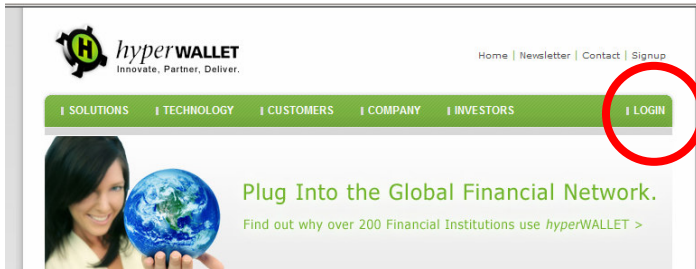 H
hyperWALLET
Innovate, Partner, Deliver.
Home | Newsletter | Contact | Signup
SOLUTIONS TECHNOLOGY CUSTOMERS COMPANY INVESTORS LOGIN
Plug Into the Global Financial Network.
Find out why over 200 Financial Institutions use hyperWALLET >